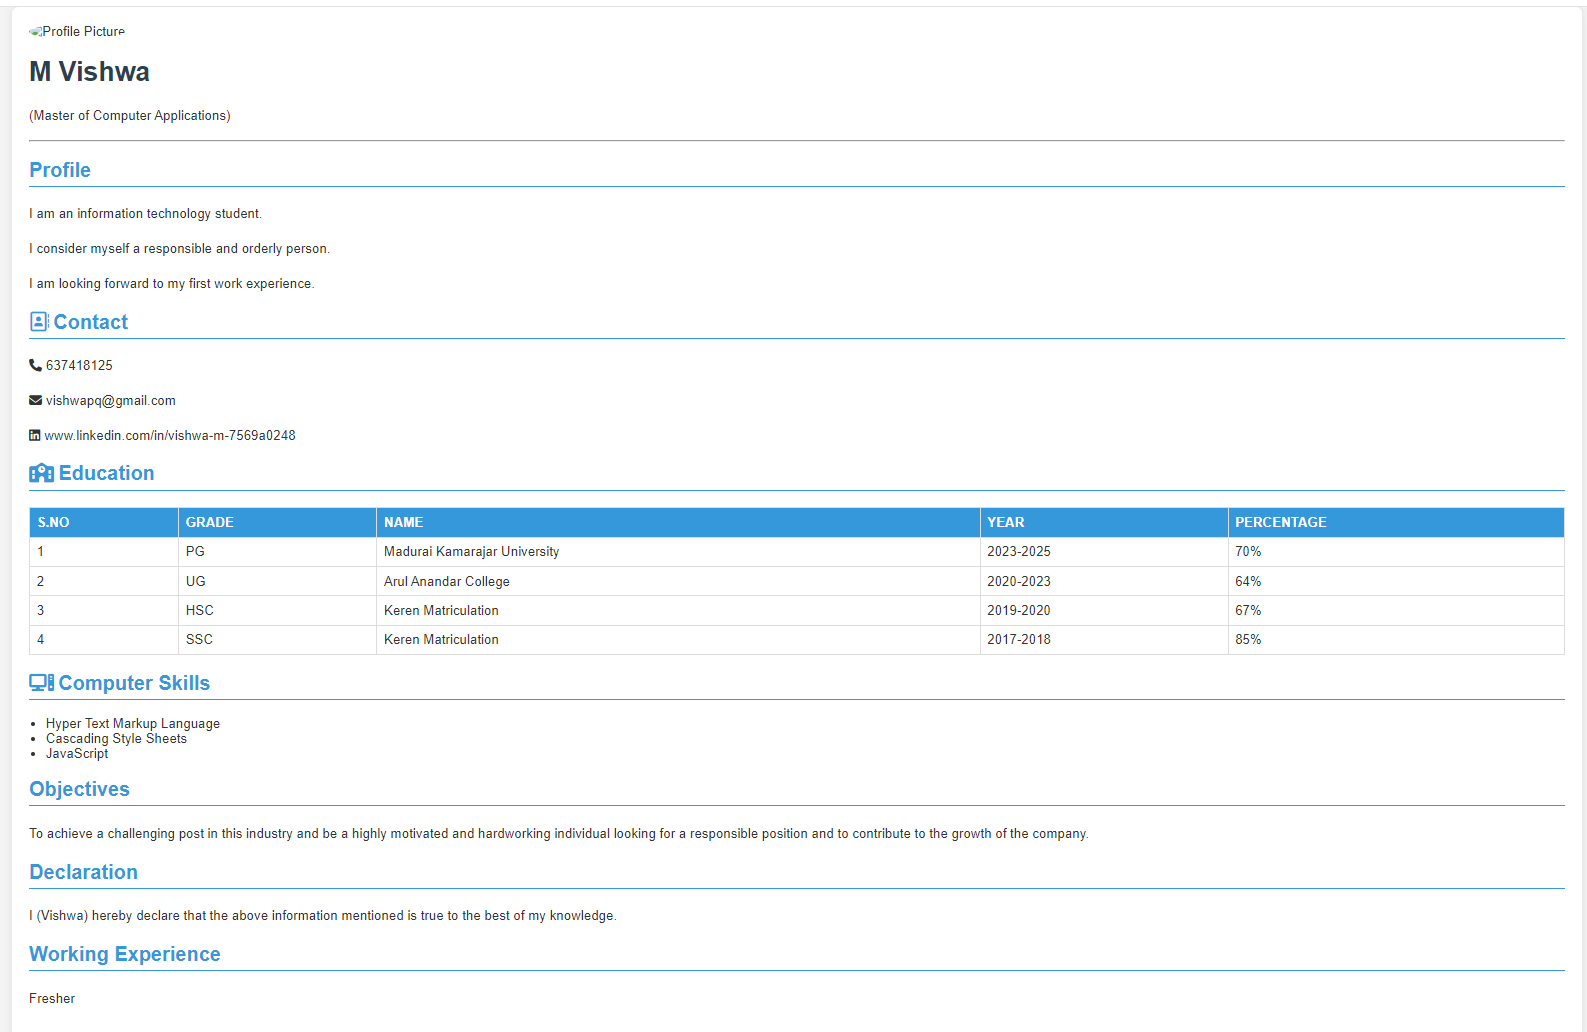 Profile Picture
M Vishwa
(Master of Computer Applications)
Profile
I am an information technology student.
I consider myself a responsible and orderly person.
I am looking forward to my first work experience.
Contact
637418125
vishwapq@gmail.com
www.linkedin.com/in/vishwa-m-7569a0248
Education
S.NO GRADE NAME YEAR PERCENTAGE
1 PG Madurai Kamarajar University 2023-2025 70%
2 UG Arul Anandar College 2020-2023 64%
3 HSC Keren Matriculation 2019-2020 67%
4 SSC Keren Matriculation 2017-2018 85%
Computer Skills
• Hyper Text Markup Language
• Cascading Style Sheets
• JavaScript
Objectives
To achieve a challenging post in this industry and be a highly motivated and hardworking individual looking for a responsible position and to contribute to the growth of the company.
Declaration
I (Vishwa) hereby declare that the above information mentioned is true to the best of my knowledge.
Working Experience
Fresher